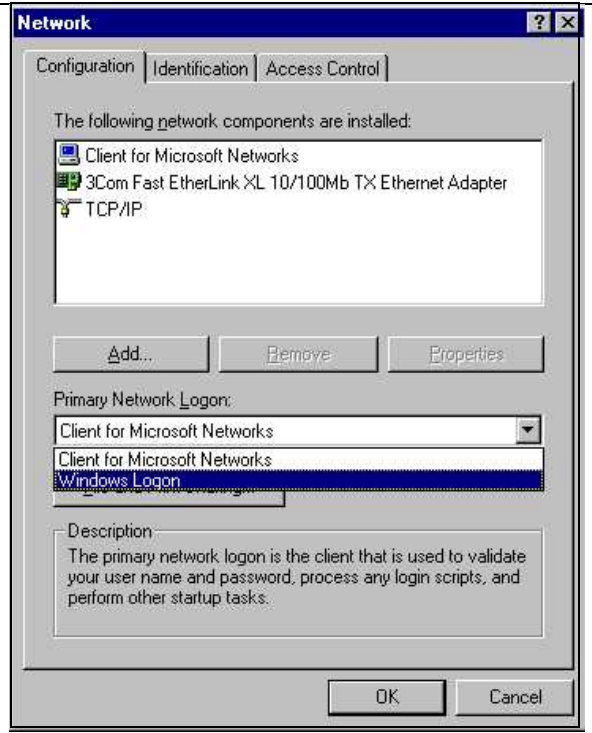 Network
Configuration Identification Access Control
The following network components are installed:
Client for Microsoft Networks
3Com Fast EtherLink XL 10/100Mb TX Ethernet Adapter
TCP/IP
Add... Remove Properties
Primary Network Logon:
Client for Microsoft Networks
Client for Microsoft Networks
Windows Logon
Description
The primary network logon is the client that is used to validate
your user name and password, process any login scripts, and
perform other startup tasks.
OK Cancel